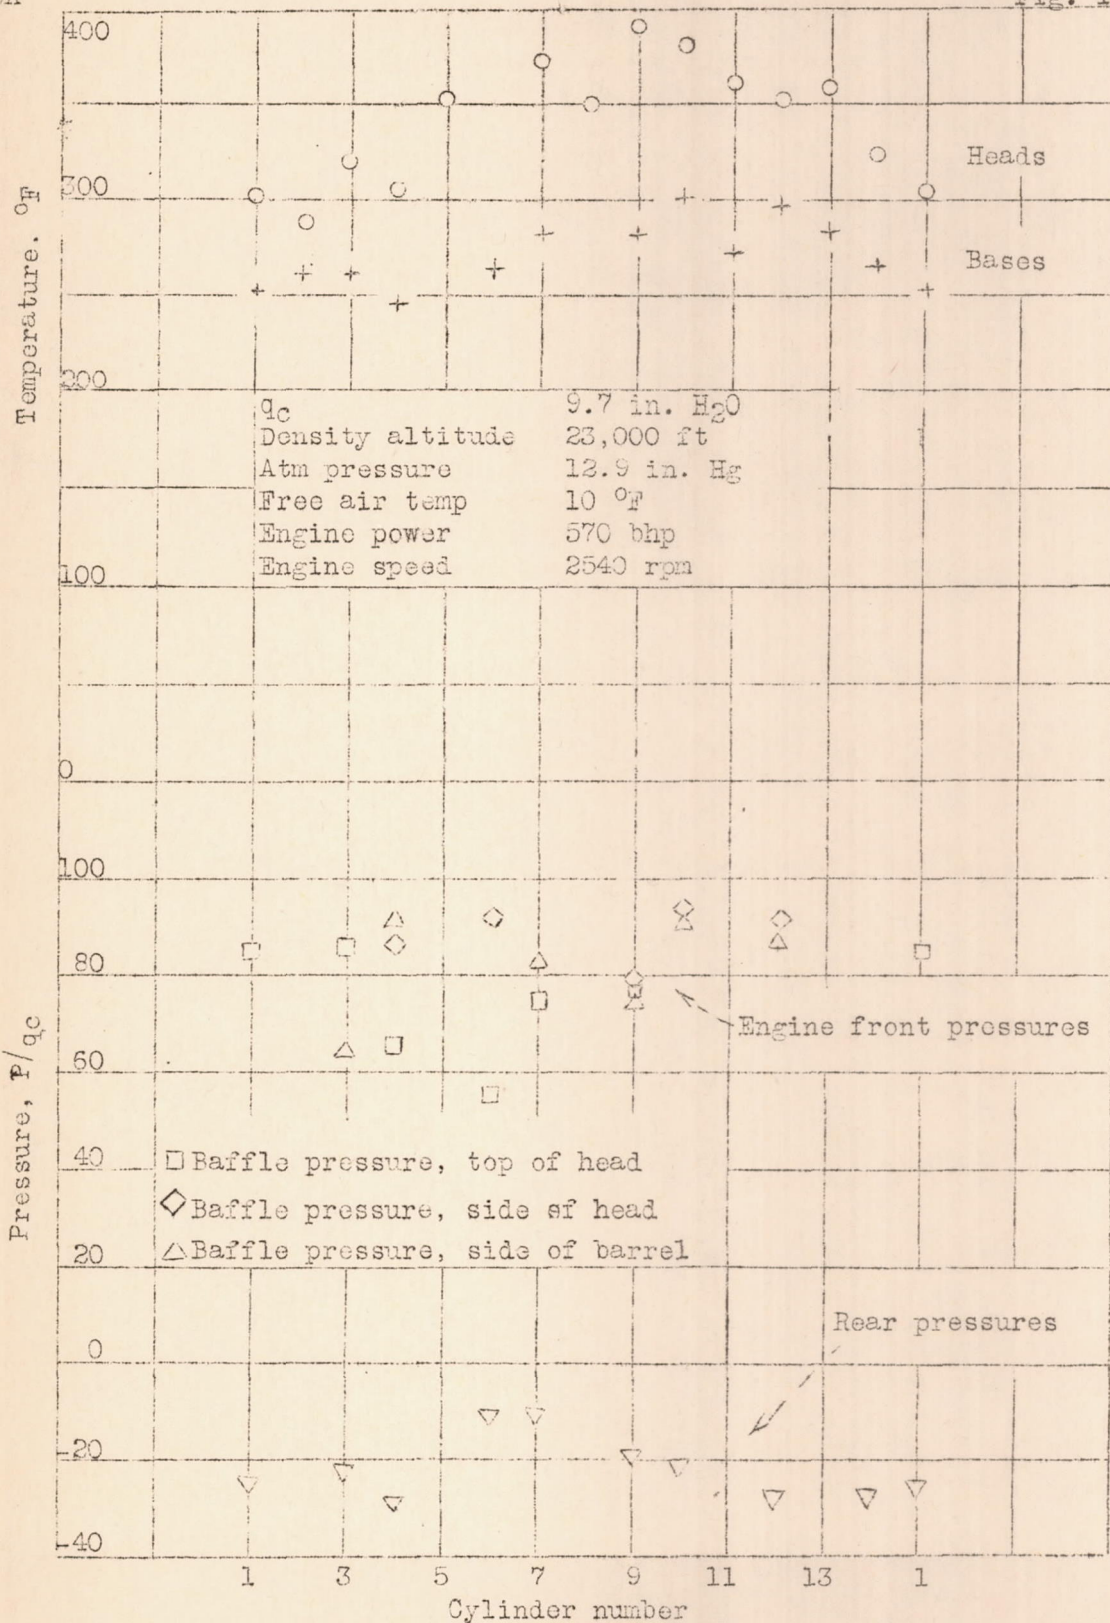 400
300
200
100
0
Temperature. °F
Heads
Bases
qc 9.7 in. H2O
Density altitude 23,000 ft
Atm pressure 12.9 in. Hg
Free air temp 10 °F
Engine power 570 bhp
Engine speed 2540 rpm
100
80
60
40
20
0
-20
-40
Pressure, P/qc
Engine front pressures
□ Baffle pressure, top of head
◇ Baffle pressure, side of head
△ Baffle pressure, side of barrel
Rear pressures
1 3 5 7 9 11 13 1
Cylinder number